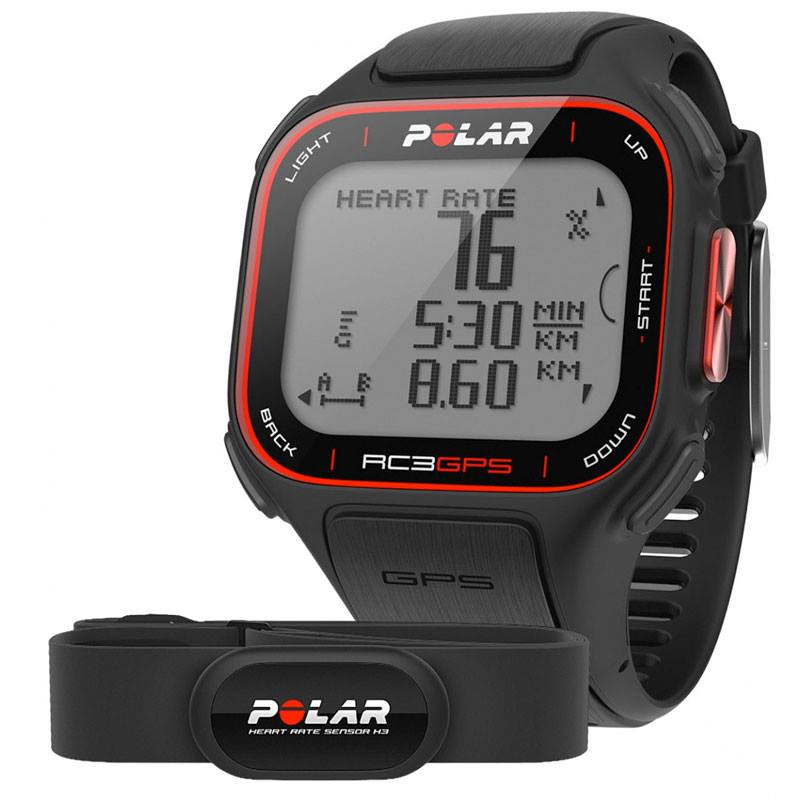 LIGHT
POLAR
UP
HEART RATE
76 %
5:30 MIN
KM
8.60 KM
A B
START
BACK
RC3GPS
DOWN
GPS
POLAR
HEART RATE SENSOR H3